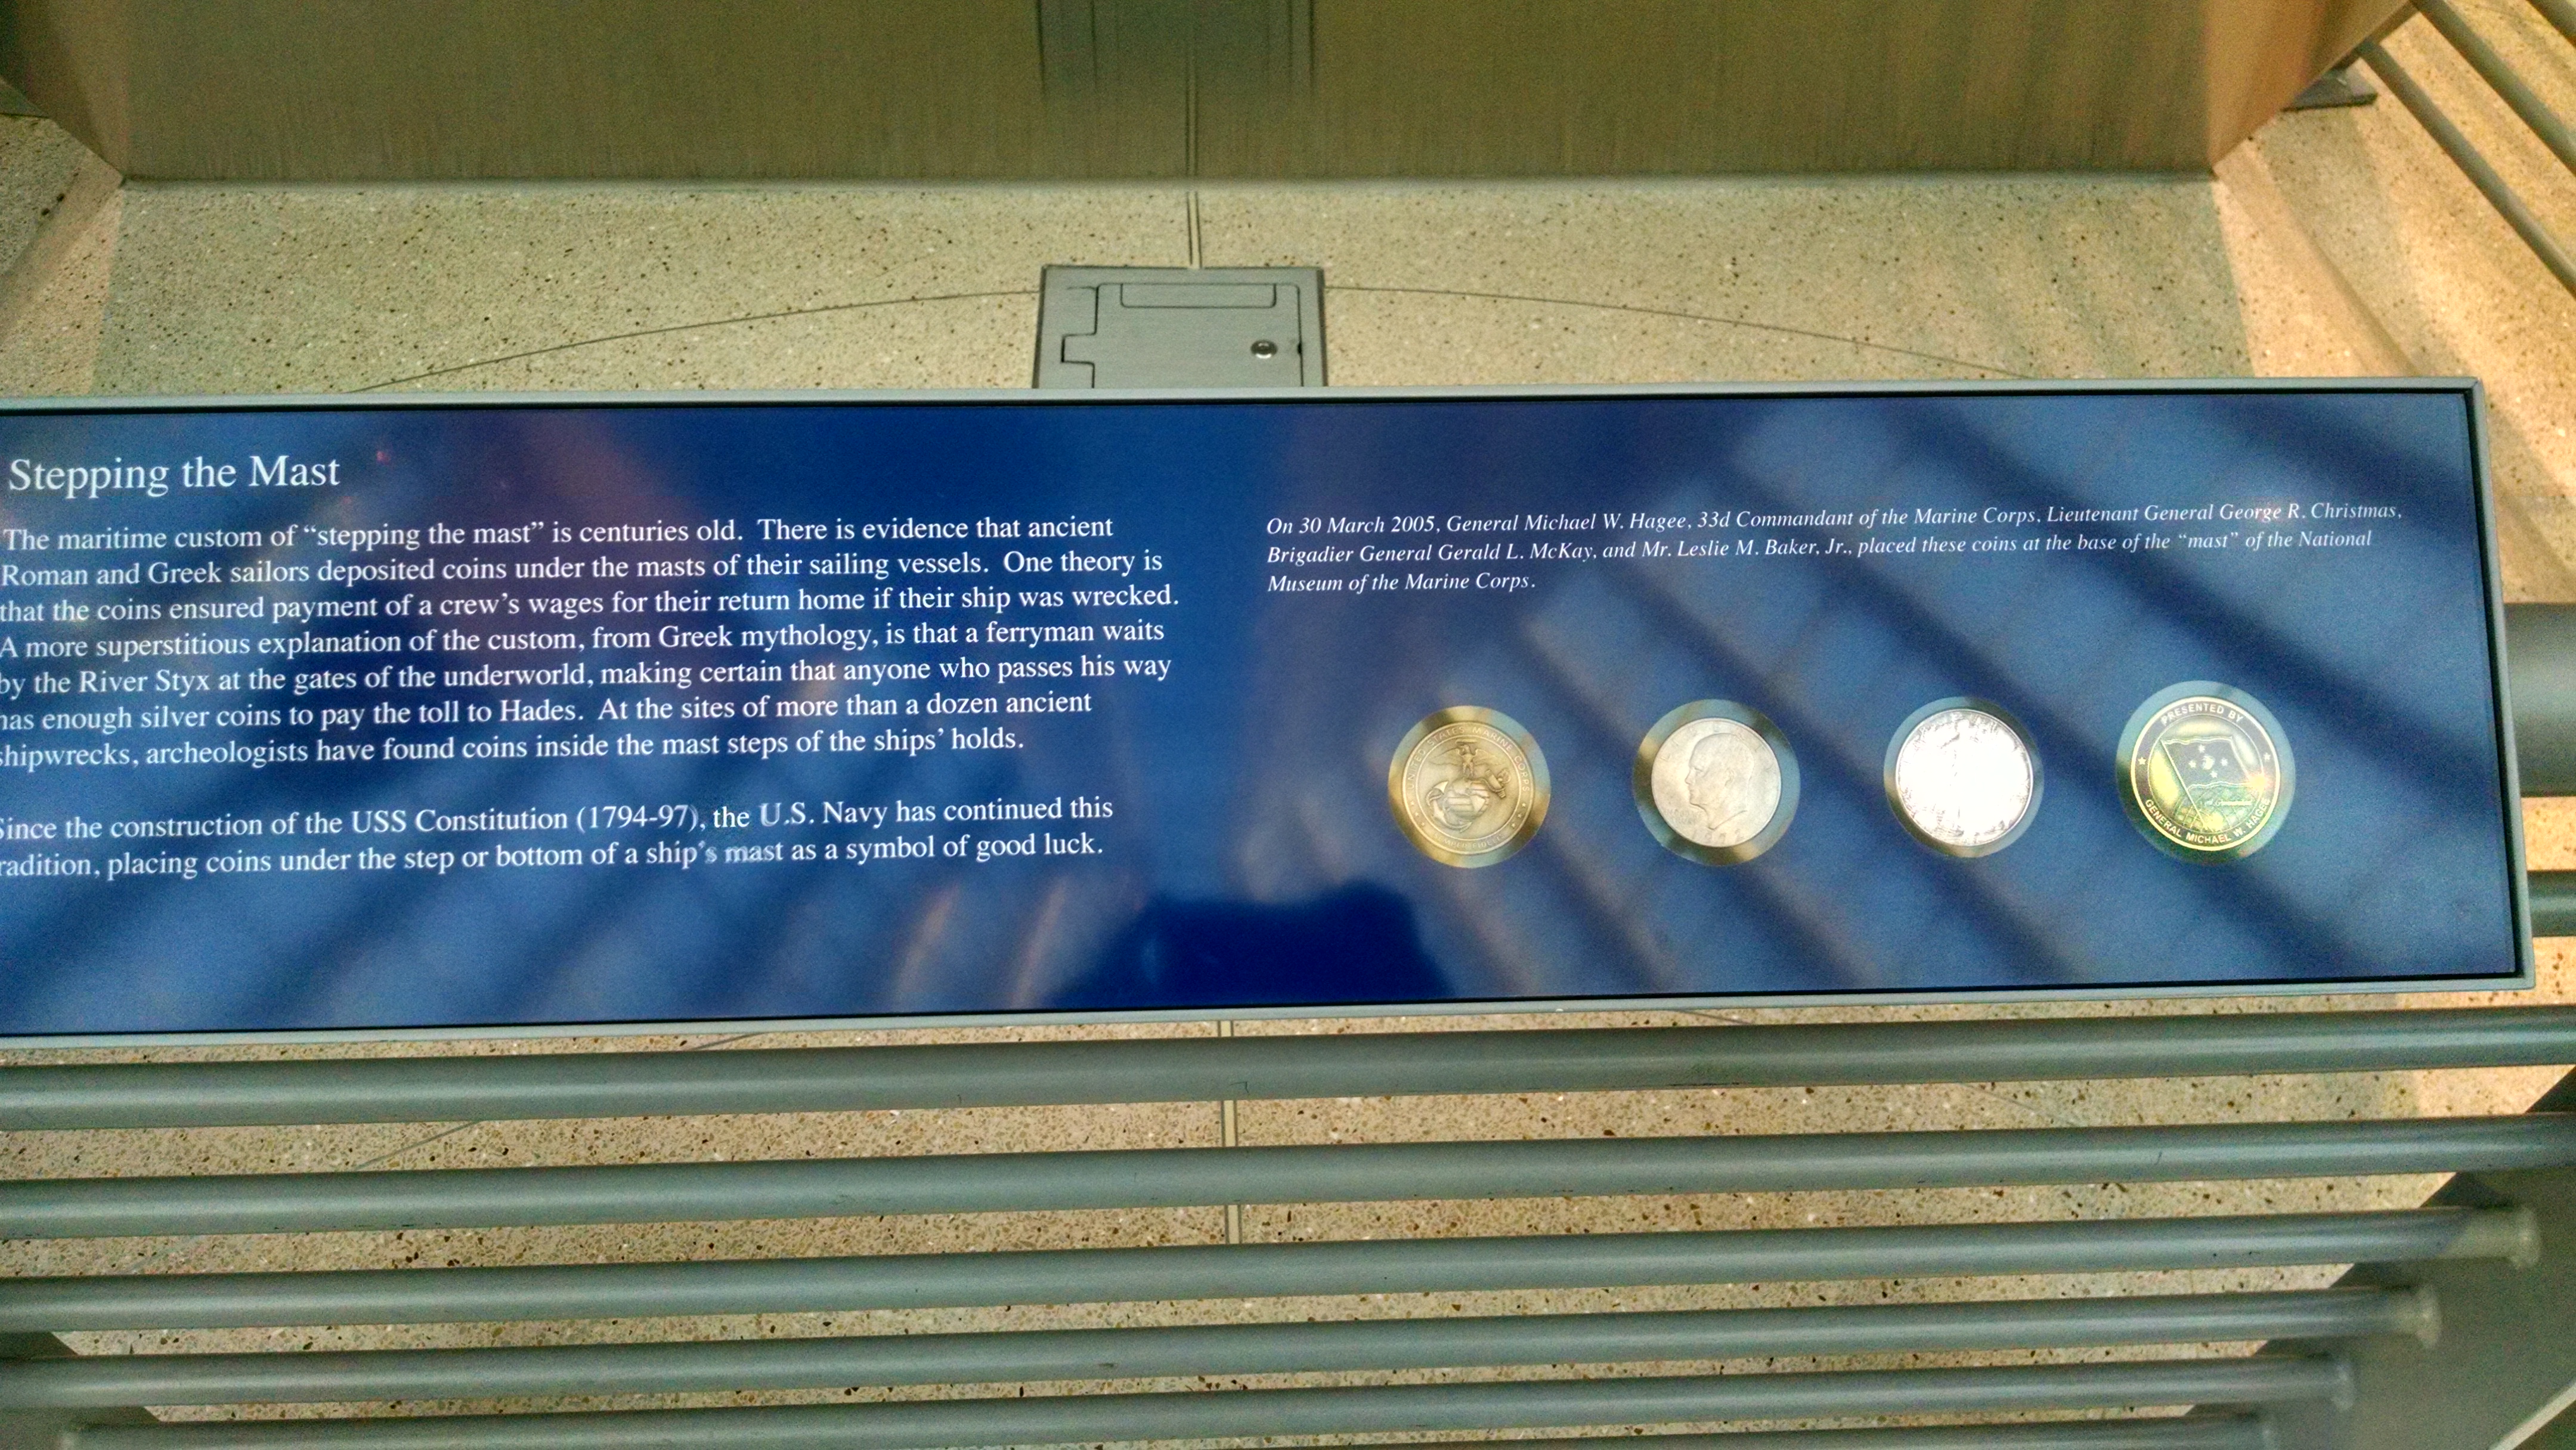 Stepping the Mast
The maritime custom of “stepping the mast” is centuries old. There is evidence that ancient
Roman and Greek sailors deposited coins under the masts of their sailing vessels. One theory is
that the coins ensured payment of a crew’s wages for their return home if their ship was wrecked.
A more superstitious explanation of the custom, from Greek mythology, is that a ferryman waits
by the River Styx at the gates of the underworld, making certain that anyone who passes his way
has enough silver coins to pay the toll to Hades. At the sites of more than a dozen ancient
shipwrecks, archeologists have found coins inside the mast steps of the ships’ holds.
Since the construction of the USS Constitution (1794-97), the U.S. Navy has continued this
radition, placing coins under the step or bottom of a ship’s mast as a symbol of good luck.
On 30 March 2005, General Michael W. Hagee, 33d Commandant of the Marine Corps, Lieutenant General George R. Christmas,
Brigadier General Gerald L. McKay, and Mr. Leslie M. Baker, Jr., placed these coins at the base of the “mast” of the National
Museum of the Marine Corps.
PRESENTED BY
GENERAL MICHAEL W. HAGEE